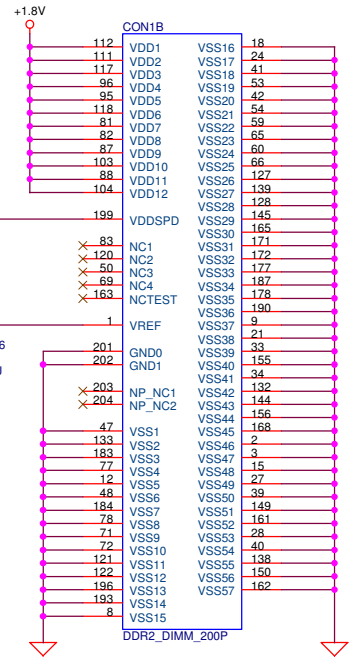 +1.8V
CON1B
112 VDD1
111 VDD2
117 VDD3
96 VDD4
95 VDD5
118 VDD6
81 VDD7
82 VDD8
87 VDD9
103 VDD10
88 VDD11
104 VDD12
199 VDDSPD
83 NC1
120 NC2
50 NC3
69 NC4
163 NCTEST
1 VREF
6
201 GND0
202 GND1
203 NP_NC1
204 NP_NC2
47 VSS1
133 VSS2
183 VSS3
77 VSS4
12 VSS5
48 VSS6
184 VSS7
78 VSS8
71 VSS9
72 VSS10
121 VSS11
122 VSS12
196 VSS13
193 VSS14
8 VSS15
VSS16 18
VSS17 24
VSS18 41
VSS19 53
VSS20 42
VSS21 54
VSS22 59
VSS23 65
VSS24 60
VSS25 66
VSS26 127
VSS27 139
VSS28 128
VSS29 145
VSS30 165
VSS31 171
VSS32 172
VSS33 177
VSS34 187
VSS35 178
VSS36 190
VSS37 9
VSS38 21
VSS39 33
VSS40 155
VSS41 34
VSS42 132
VSS43 144
VSS44 156
VSS45 168
VSS46 2
VSS47 3
VSS48 15
VSS49 27
VSS50 39
VSS51 149
VSS52 161
VSS53 28
VSS54 40
VSS55 138
VSS56 150
VSS57 162
DDR2_DIMM_200P